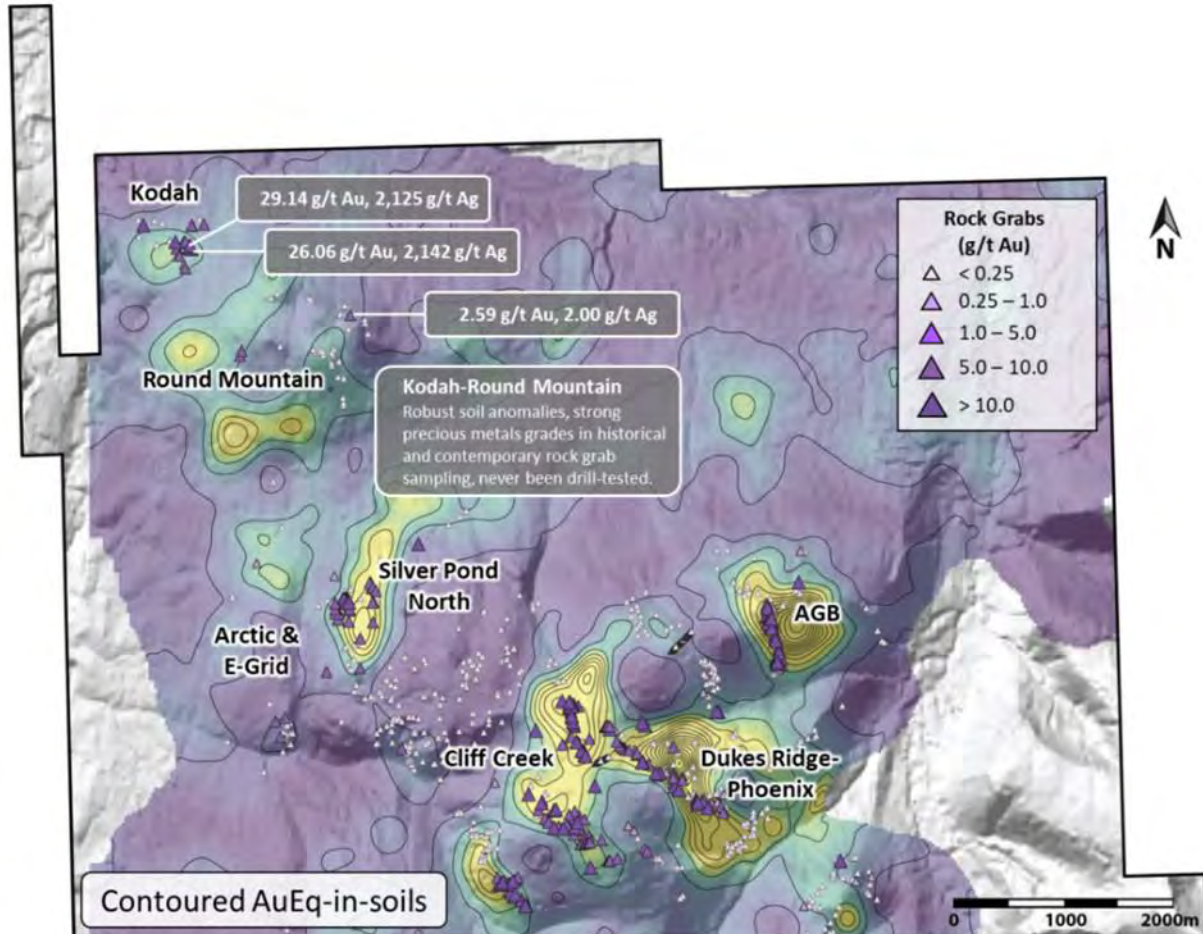 Kodah
29.14 g/t Au, 2,125 g/t Ag
26.06 g/t Au, 2,142 g/t Ag
2.59 g/t Au, 2.00 g/t Ag
Round Mountain
Kodah-Round Mountain
Robust soil anomalies, strong
precious metals grades in historical
and contemporary rock grab
sampling, never been drill-tested.
Rock Grabs
(g/t Au)
< 0.25
0.25 – 1.0
1.0 – 5.0
5.0 – 10.0
> 10.0
N
Silver Pond
North
Arctic &
E-Grid
AGB
Cliff Creek
Dukes Ridge-
Phoenix
Contoured AuEq-in-soils
0 1000 2000m